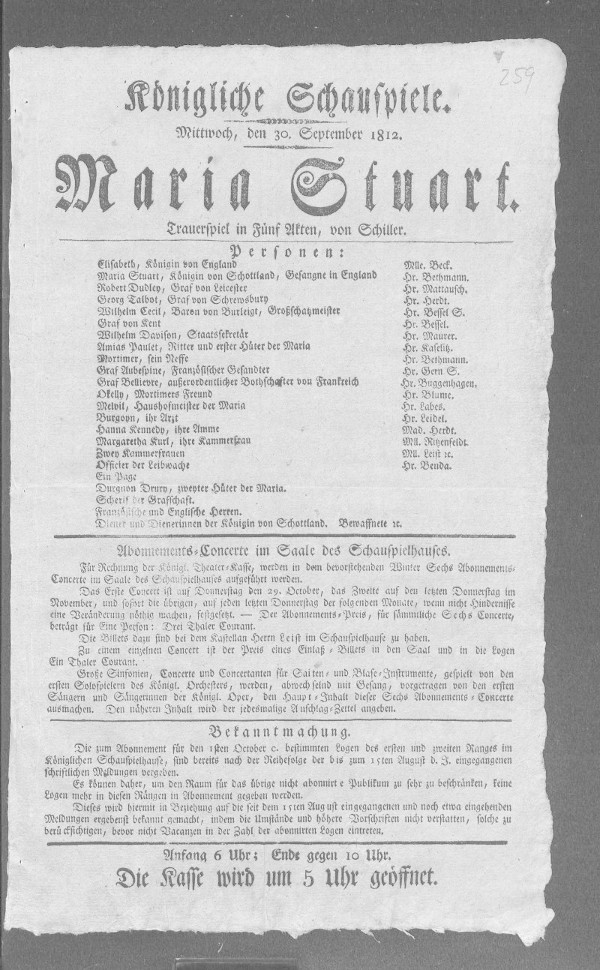 259
Königliche Schauspiele.
Mittwoch, den 30. September 1812.
Maria Stuart.
Trauerspiel in Fünf Akten, von Schiller.
Personen:
Elisabeth, Königin von England Mlle. Beck.
Maria Stuart, Königin von Schottland, Gefangne in England Hr. Bethmann.
Robert Dudley, Graf von Leicester Hr. Mattausch.
Georg Talbot, Graf von Schrewsbury Hr. Herdt.
Wilhelm Cecil, Baron von Burleigt, Großschatzmeister Hr. Bessel S.
Graf von Kent Hr. Bessel.
Wilhelm Davison, Staatssekretär Hr. Maurer.
Amias Paulet, Ritter und erster Hüter der Maria Hr. Kaselitz.
Mortimer, sein Neffe Hr. Bethmann.
Graf Aubespine, Französischer Gesandter Hr. Gern S.
Graf Bellievre, außerordentlicher Bothschafter von Frankreich Hr. Buggenhagen.
Okelly, Mortimers Freund Hr. Blume.
Melvil, Haushofmeister der Maria Hr. Labes.
Burgoyn, ihr Arzt Hr. Leidel.
Hanna Kennedy, ihre Amme Mad. Herdt.
Margaretha Kurl, ihre Kammerfrau Mll. Ritzenfeldt.
Zwey Kammerfrauen Mll. Leist ꝛc.
Officier der Leibwache Hr. Benda.
Ein Page
Durgeon Drury, zweyter Hüter der Maria.
Scherif der Grafschaft.
Französische und Englische Herren.
Diener und Dienerinnen der Königin von Schottland. Bewaffnete ꝛc.
Abonnements-Concerte im Saale des Schauspielhauses.
Für Rechnung der Königl. Theater-Kasse, werden in dem bevorstehenden Winter Sechs Abonnements-
Concerte im Saale des Schauspielhauses aufgeführt werden.
Das Erste Concert ist auf Donnerstag den 29. October, das Zweite auf den letzten Donnerstag im
November, und sofort die übrigen, auf jeden letzten Donnerstag der folgenden Monate, wenn nicht Hindernisse
eine Veränderung nöthig machen, festgesetzt. — Der Abonnements-Preis, für sämmtliche Sechs Concerte,
beträgt für Eine Person: Drei Thaler Courant.
Die Billets dazu sind bei dem Kastellan Herrn Leist im Schauspielhause zu haben.
Zu einem einzelnen Concert ist der Preis eines Einlaß-Billets in den Saal und in die Logen
Ein Thaler Courant.
Große Sinfonien, Concerte und Concertanten für Saiten- und Blase-Instrumente, gespielt von den
ersten Solospielern des Königl. Orchesters, werden, abwechselnd mit Gesang, vorgetragen von den ersten
Sängern und Sängerinnen der Königl. Oper, den Haupt-Inhalt dieser Sechs Abonnements-Concerte
ausmachen. Den näheren Inhalt wird der jedesmalige Anschlag-Zettel angeben.
Bekanntmachung.
Die zum Abonnement für den 1sten October c. bestimmten Logen des ersten und zweiten Ranges im
Königlichen Schauspielhause, sind bereits nach der Reihefolge der bis zum 15ten August d. J. eingegangenen
schriftlichen Meldungen vergeben.
Es können daher, um den Raum für das übrige nicht abonnirte Publikum zu sehr zu beschränken, keine
Logen mehr in diesen Rängen in Abonnement gegeben werden.
Dieses wird hiermit in Beziehung auf die seit dem 15ten August eingegangenen und noch etwa eingehenden
Meldungen ergebenst bekannt gemacht, indem die Umstände und höhere Vorschriften nicht verstatten, solche zu
berücksichtigen, bevor nicht Vacanzen in der Zahl der abonnirten Logen eintreten.
Anfang 6 Uhr; Ende gegen 10 Uhr.
Die Kasse wird um 5 Uhr geöffnet.